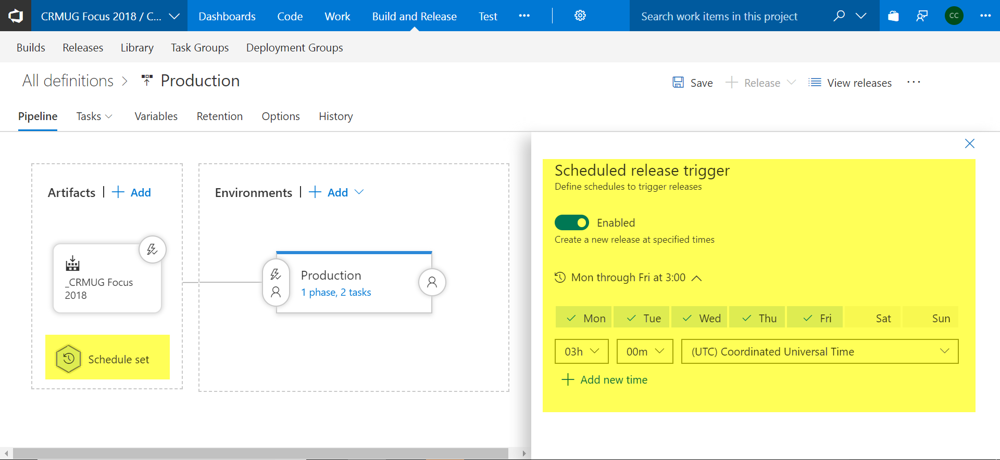 CRMUG Focus 2018 / C...
Dashboards
Code
Work
Build and Release
Test
Search work items in this project
CC
Builds
Releases
Library
Task Groups
Deployment Groups
All definitions
Production
Save
Release
View releases
Pipeline
Tasks
Variables
Retention
Options
History
Artifacts
Add
Environments
Add
_CRMUG Focus
2018
Schedule set
Production
1 phase, 2 tasks
Scheduled release trigger
Define schedules to trigger releases
Enabled
Create a new release at specified times
Mon through Fri at 3:00
Mon
Tue
Wed
Thu
Fri
Sat
Sun
03h
00m
(UTC) Coordinated Universal Time
Add new time